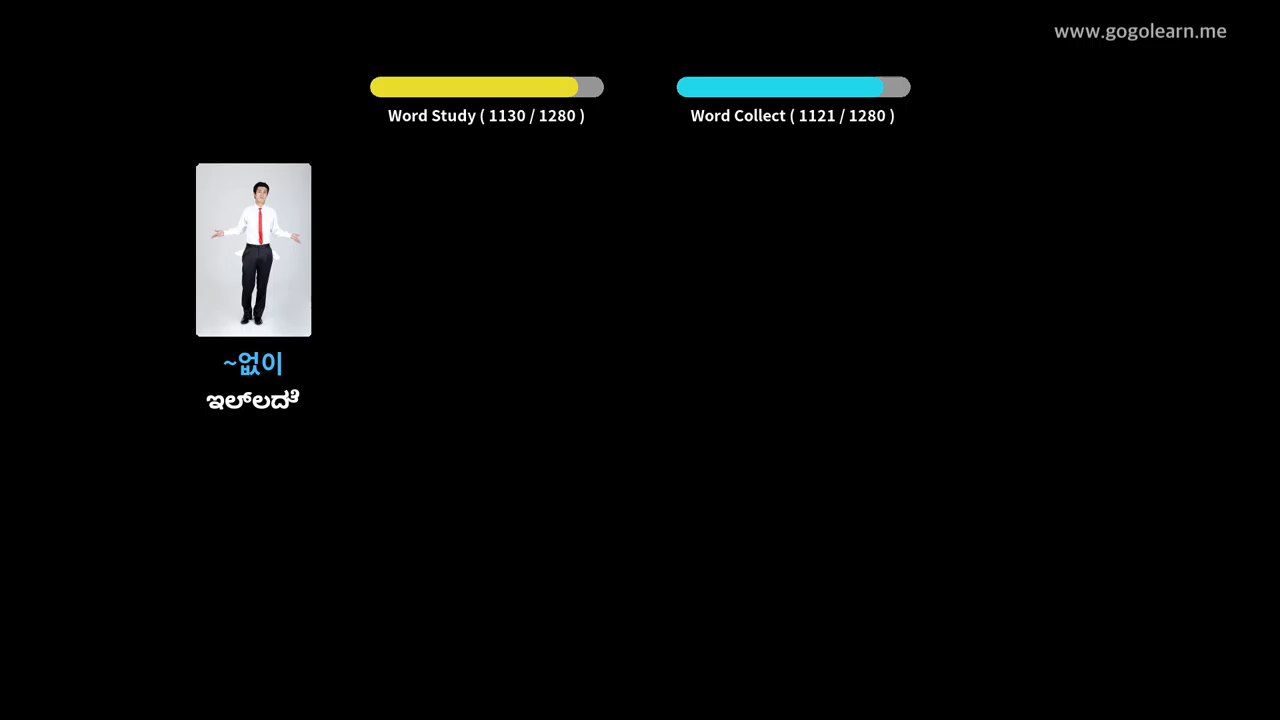 www.gogolearn.me
Word Study ( 1130 / 1280 )
Word Collect ( 1121 / 1280 )
~없이
ಇಲ್ಲದೆ